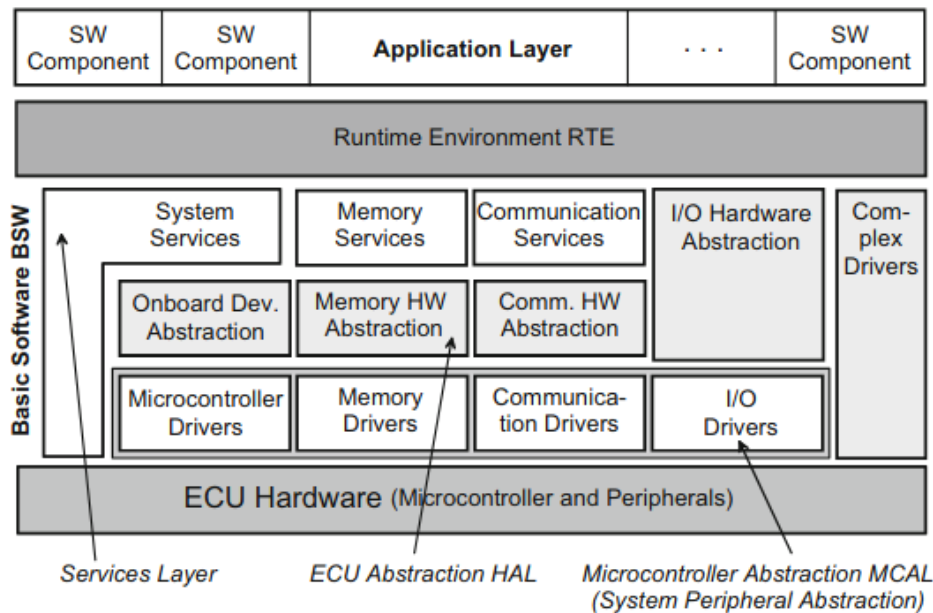 SW
Component
SW
Component
Application Layer
. . .
SW
Component
Runtime Environment RTE
Basic Software BSW
System
Services
Memory
Services
Communication
Services
I/O Hardware
Abstraction
Com-
plex
Drivers
Onboard Dev.
Abstraction
Memory HW
Abstraction
Comm. HW
Abstraction
Microcontroller
Drivers
Memory
Drivers
Communica-
tion Drivers
I/O
Drivers
ECU Hardware (Microcontroller and Peripherals)
Services Layer
ECU Abstraction HAL
Microcontroller Abstraction MCAL
(System Peripheral Abstraction)